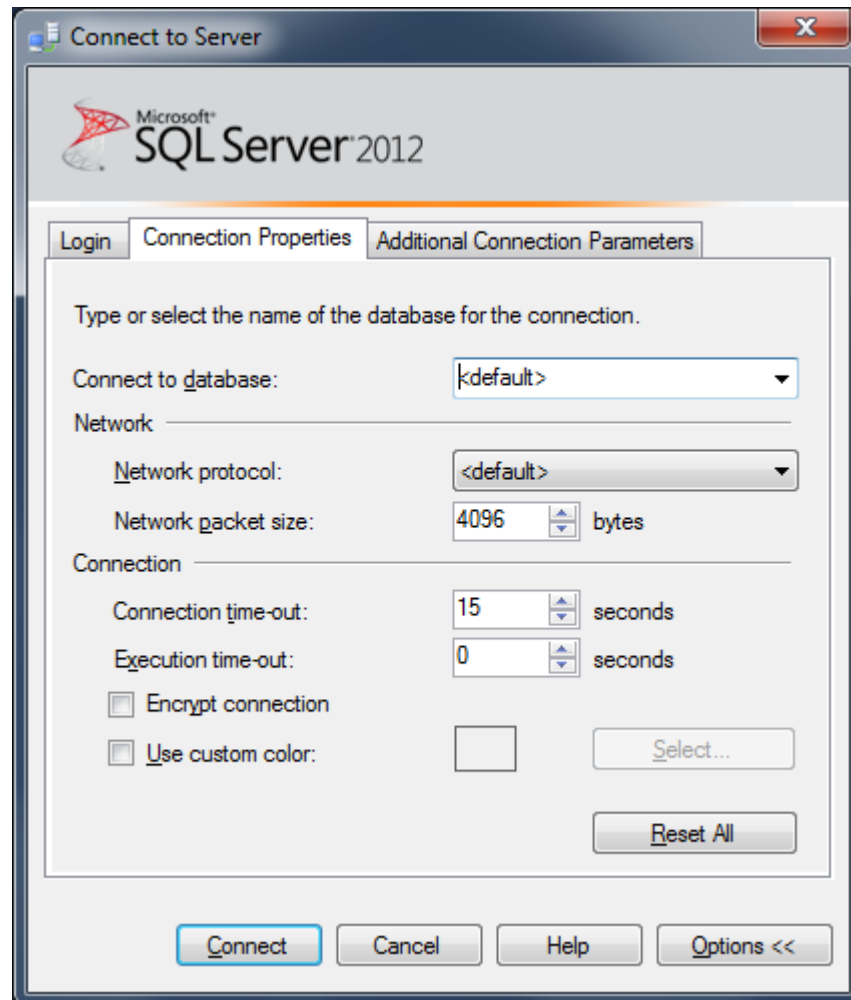 Connect to Server
Microsoft®
SQL Server® 2012
Login Connection Properties Additional Connection Parameters
Type or select the name of the database for the connection.
Connect to database: <default>
Network
Network protocol: <default>
Network packet size: 4096 bytes
Connection
Connection time-out: 15 seconds
Execution time-out: 0 seconds
Encrypt connection
Use custom color: Select...
Reset All
Connect Cancel Help Options <<